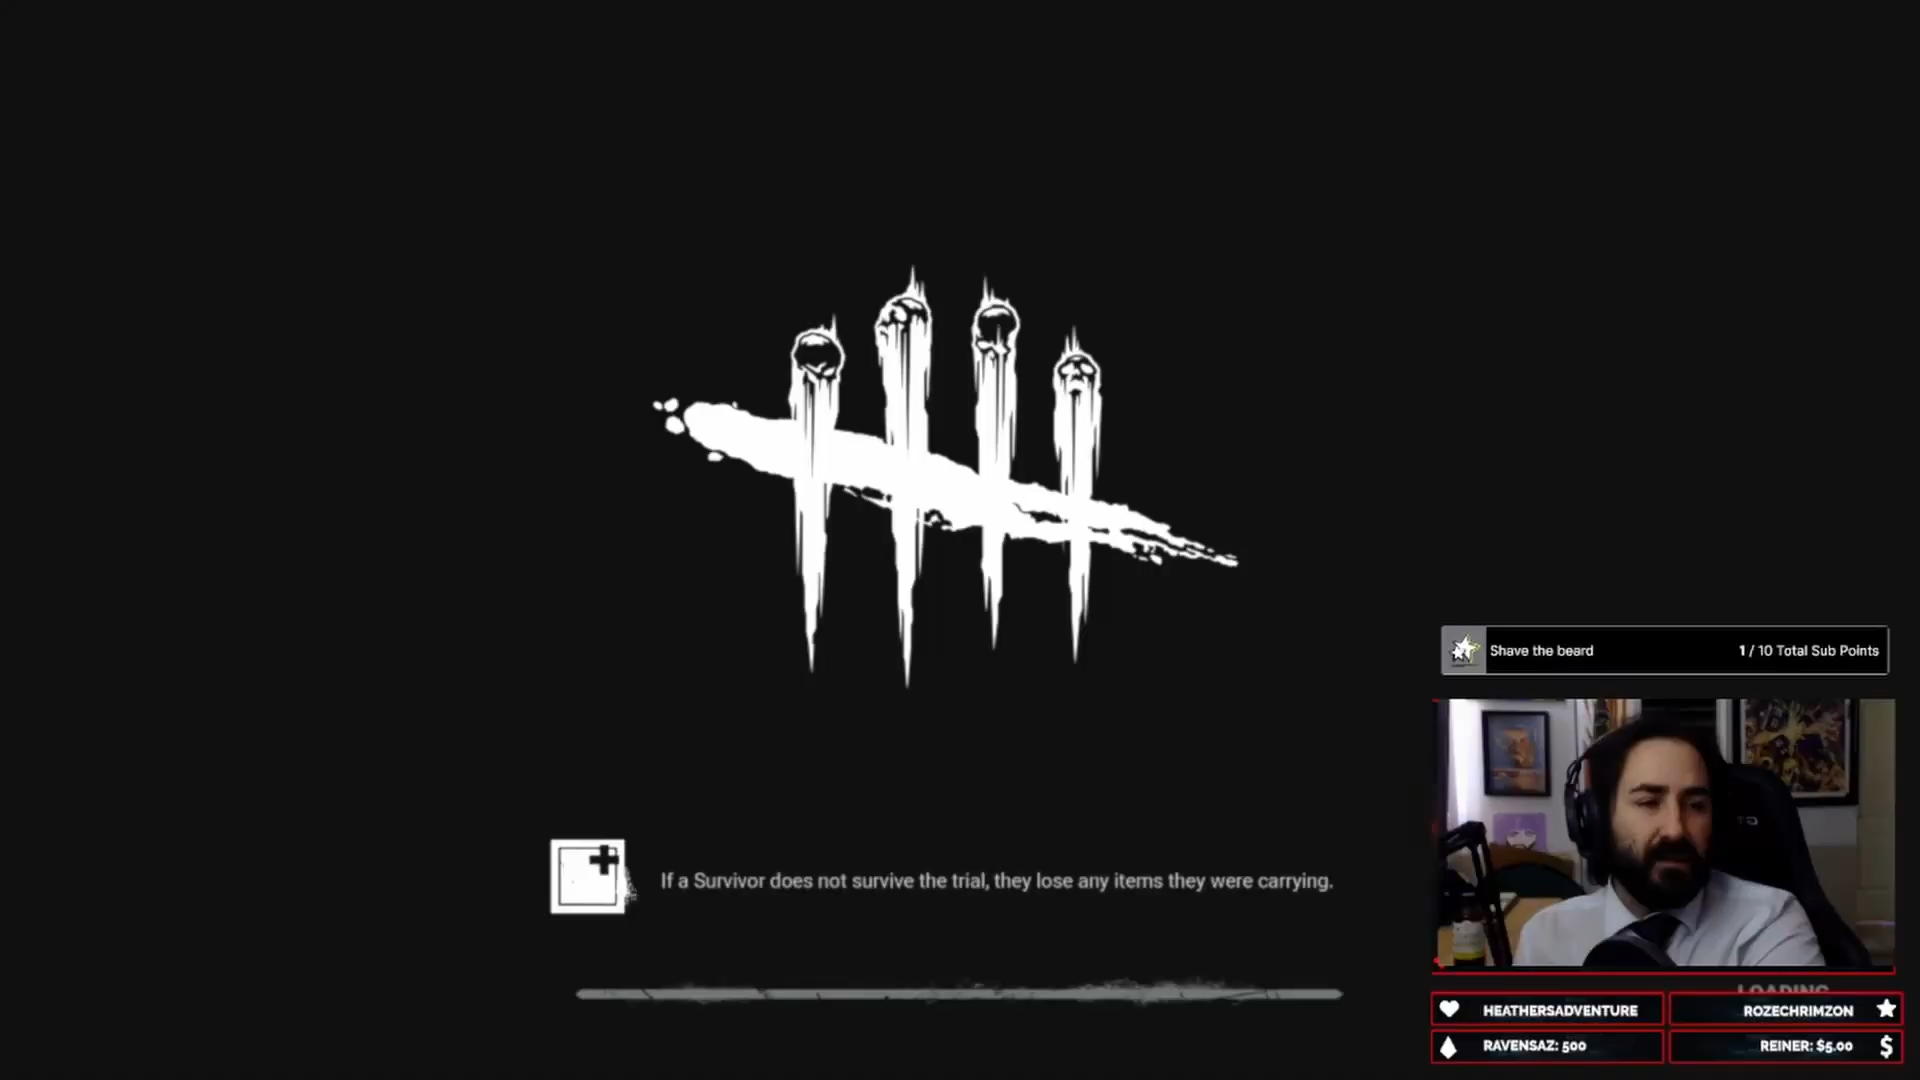 Shave the beard 1 / 10 Total Sub Points
If a Survivor does not survive the trial, they lose any items they were carrying.
LOADING
HEATHERSADVENTURE ROZECHRIMZON
RAVENSAZ: 500 REINER: $5.00